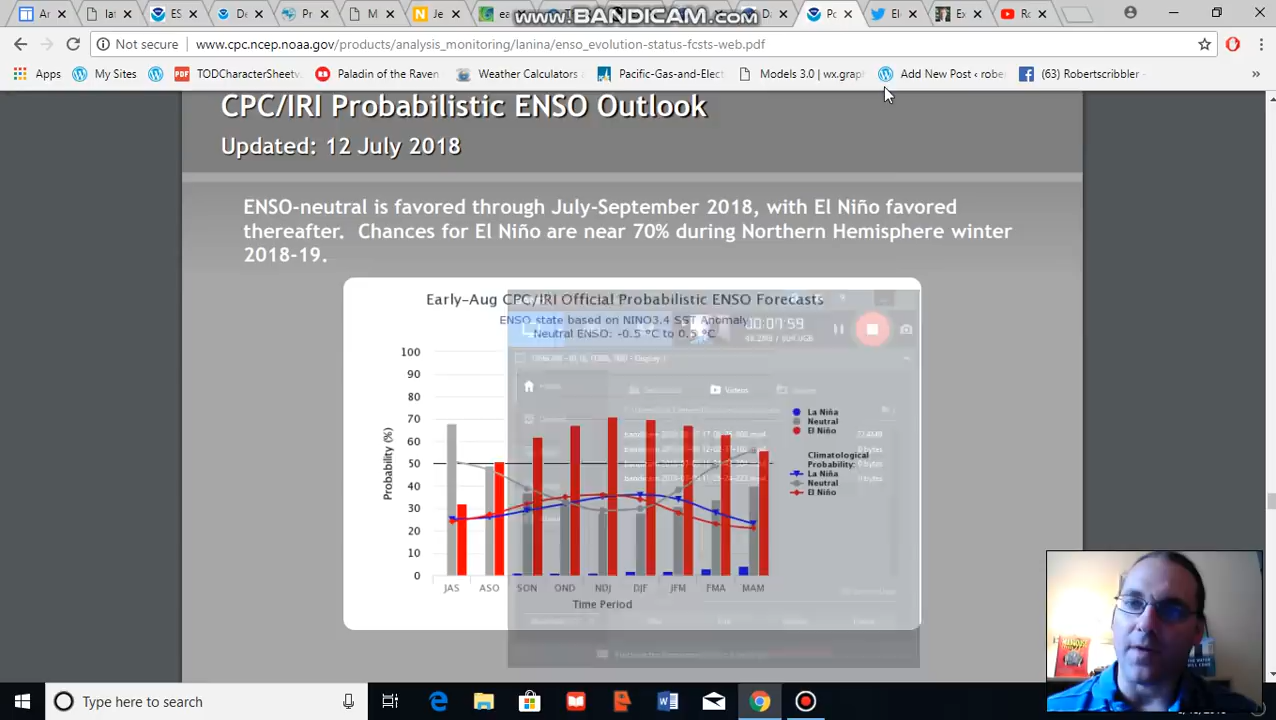 www.BANDICAM.com
Not secure
www.cpc.ncep.noaa.gov/products/analysis_monitoring/lanina/enso_evolution-status-fcsts-web.pdf
Apps
My Sites
TODCharacterSheetv
Paladin of the Raven
Weather Calculators
Pacific-Gas-and-Elect
Models 3.0 | wx.grap
Add New Post ‹ robe
(63) Robertscribbler
CPC/IRI Probabilistic ENSO Outlook
Updated: 12 July 2018
ENSO-neutral is favored through July-September 2018, with El Niño favored
thereafter. Chances for El Niño are near 70% during Northern Hemisphere winter
2018-19.
Early-Aug CPC/IRI Official Probabilistic ENSO Forecasts
ENSO state based on NINO3.4 SST Anomaly
Neutral ENSO: -0.5 °C to 0.5 °C
00:07:59
Videos
Probability (%)
100
90
80
70
60
50
40
30
20
10
0
JAS
ASO
SON
OND
NDJ
DJF
JFM
FMA
MAM
Time Period
La Niña
Neutral
El Niño
Climatological
Probability:
La Niña
Neutral
El Niño
Type here to search